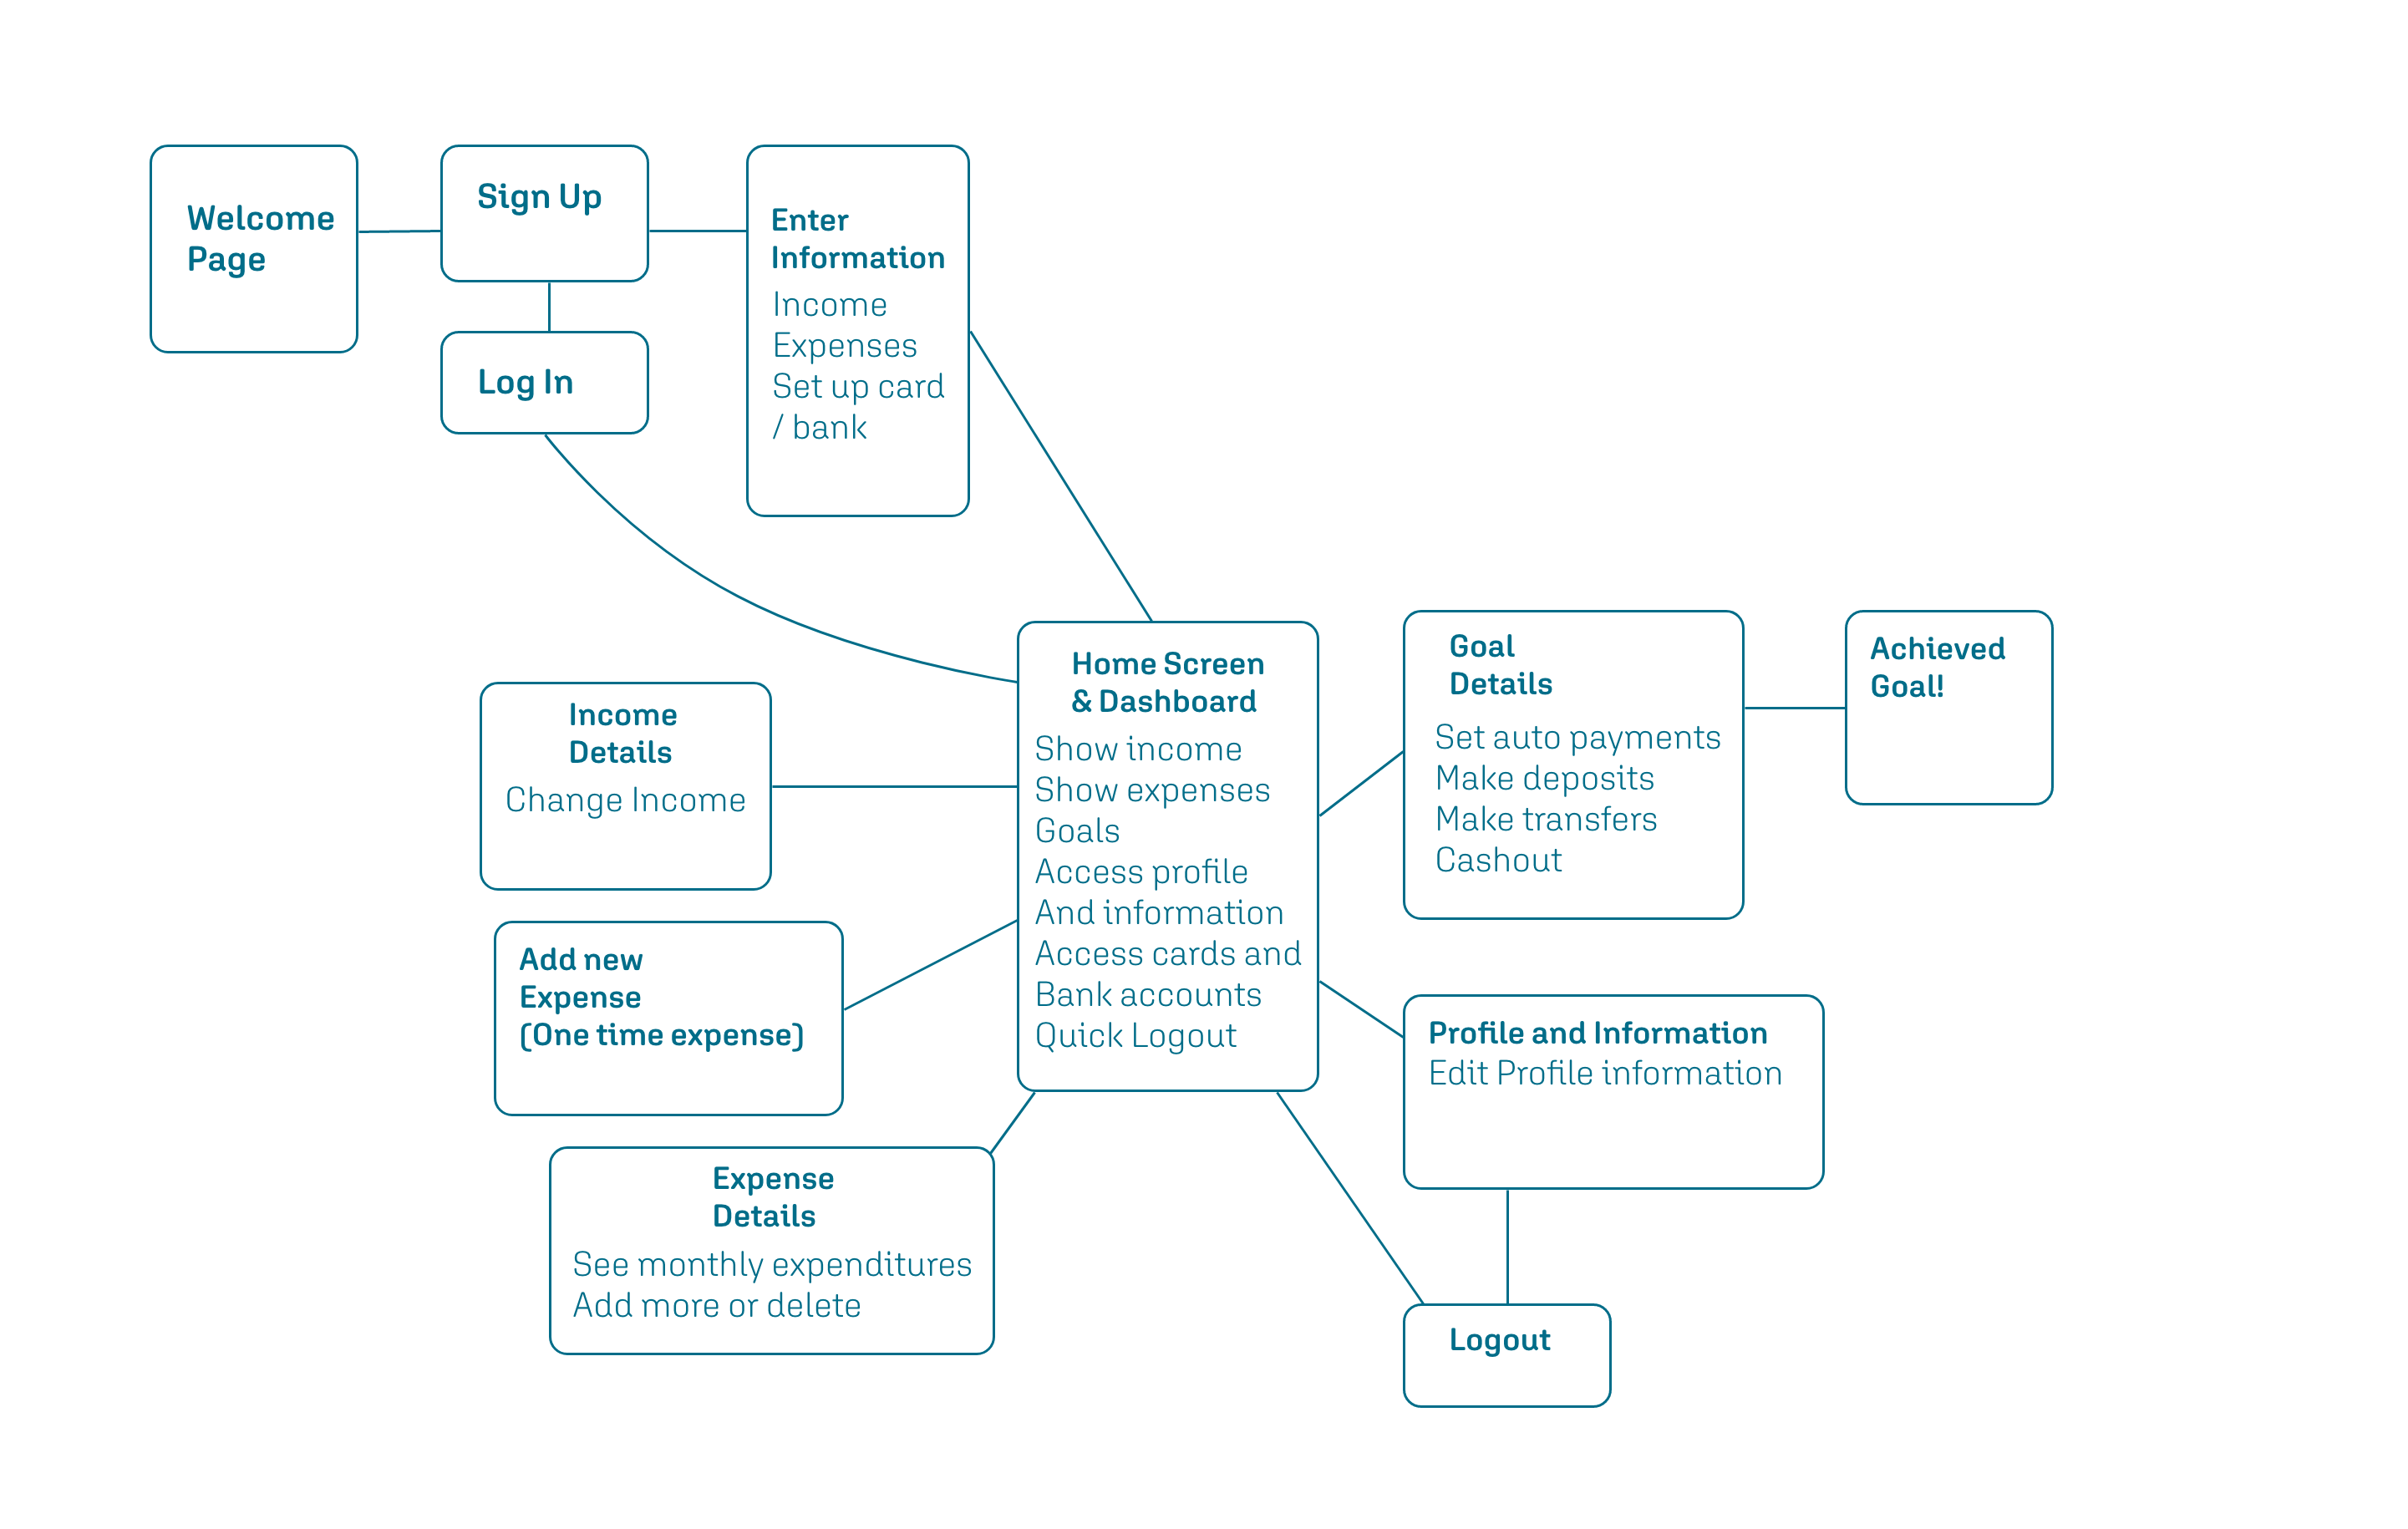 Welcome
Page
Sign Up
Log In
Enter
Information
Income
Expenses
Set up card
/ bank
Home Screen
& Dashboard
Show income
Show expenses
Goals
Access profile
And information
Access cards and
Bank accounts
Quick Logout
Income
Details
Change Income
Add new
Expense
(One time expense)
Expense
Details
See monthly expenditures
Add more or delete
Goal
Details
Set auto payments
Make deposits
Make transfers
Cashout
Achieved
Goal!
Profile and Information
Edit Profile information
Logout